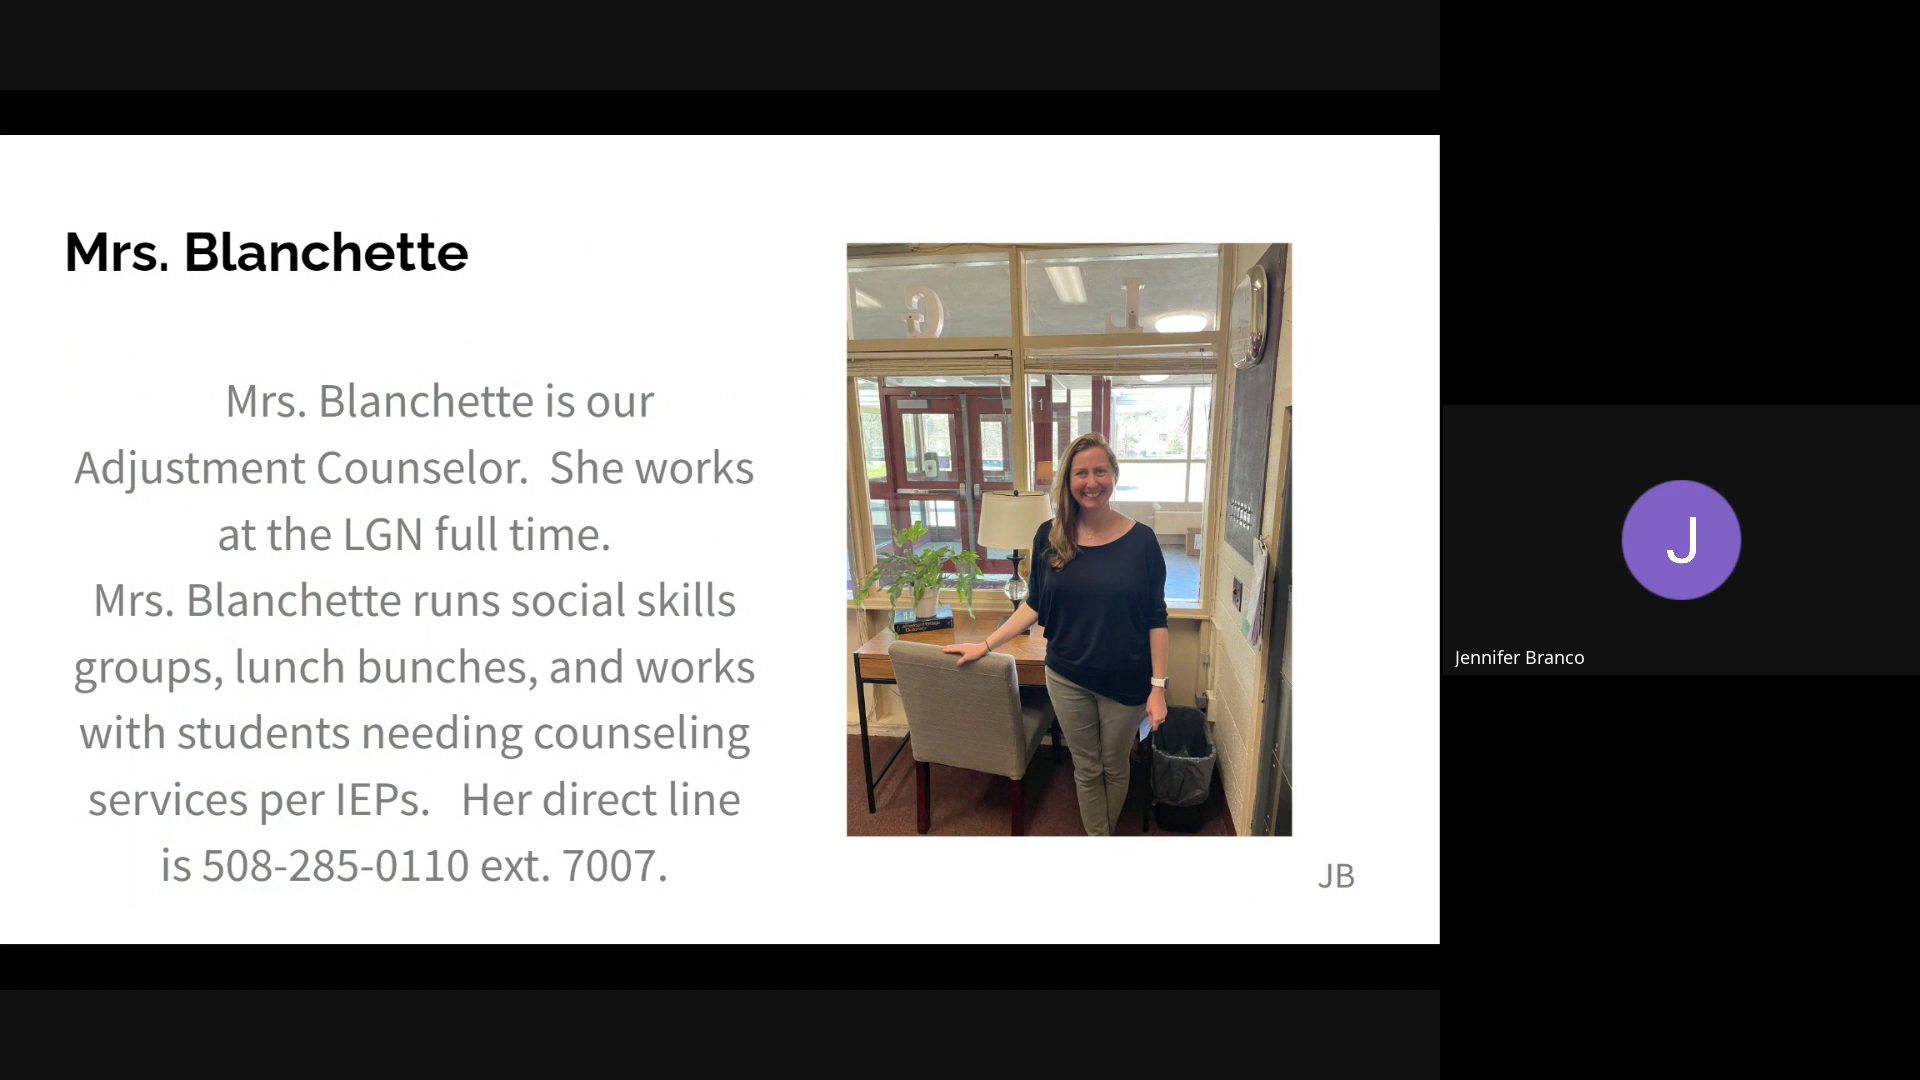 Mrs. Blanchette
Mrs. Blanchette is our
Adjustment Counselor. She works
at the LGN full time.
Mrs. Blanchette runs social skills
groups, lunch bunches, and works
with students needing counseling
services per IEPs. Her direct line
is 508-285-0110 ext. 7007.
G L
1
JB
J
Jennifer Branco